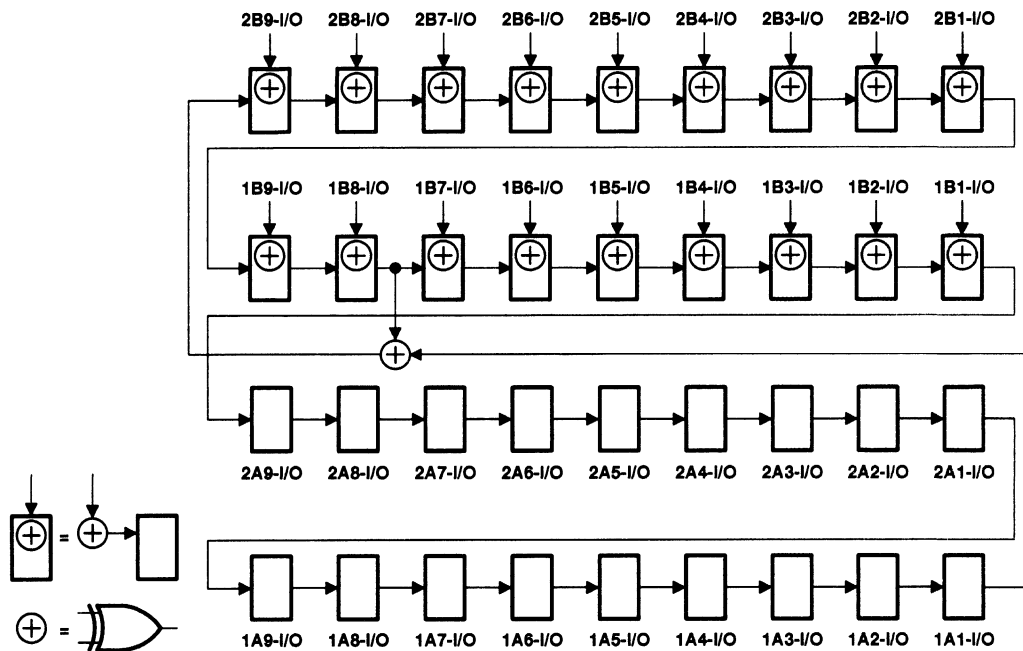 2B9-I/O 2B8-I/O 2B7-I/O 2B6-I/O 2B5-I/O 2B4-I/O 2B3-I/O 2B2-I/O 2B1-I/O
1B9-I/O 1B8-I/O 1B7-I/O 1B6-I/O 1B5-I/O 1B4-I/O 1B3-I/O 1B2-I/O 1B1-I/O
2A9-I/O 2A8-I/O 2A7-I/O 2A6-I/O 2A5-I/O 2A4-I/O 2A3-I/O 2A2-I/O 2A1-I/O
=
=
1A9-I/O 1A8-I/O 1A7-I/O 1A6-I/O 1A5-I/O 1A4-I/O 1A3-I/O 1A2-I/O 1A1-I/O